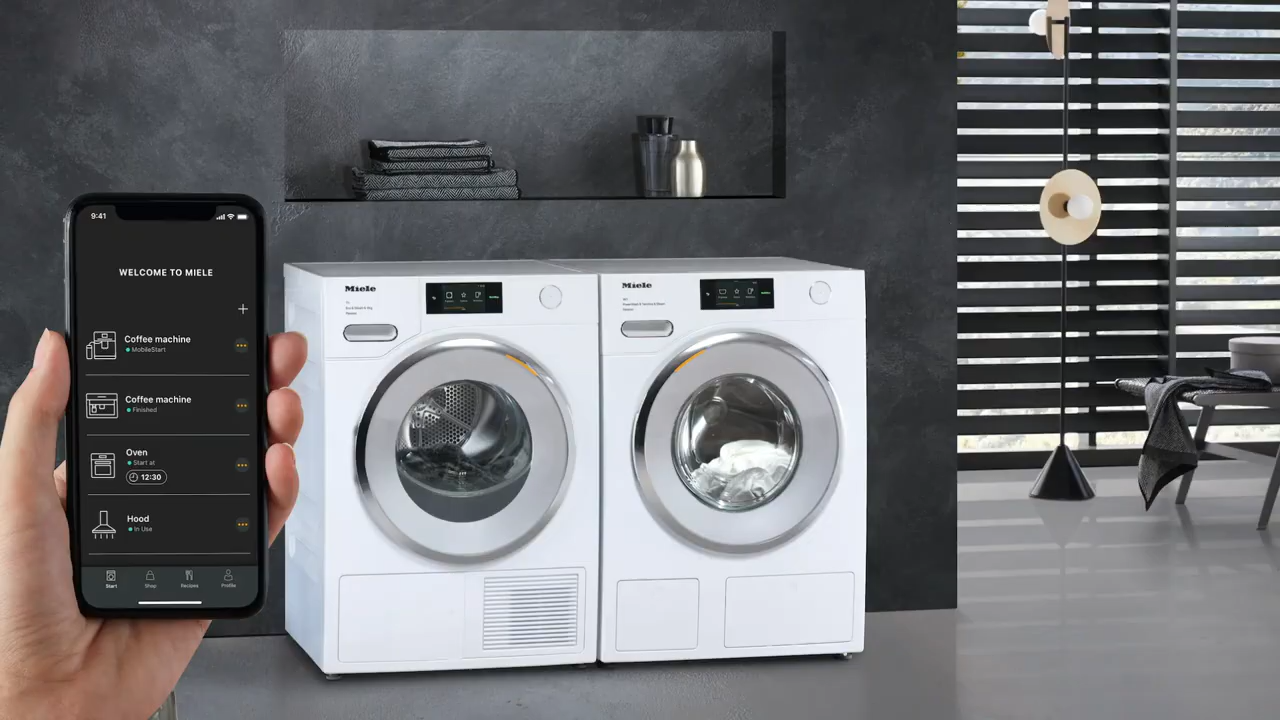 9:41
WELCOME TO MIELE
+
Coffee machine
MobileStart
Coffee machine
Finished
Oven
Start at
12:30
Hood
In Use
Start
Shop
Recipes
Profile
Miele
Miele